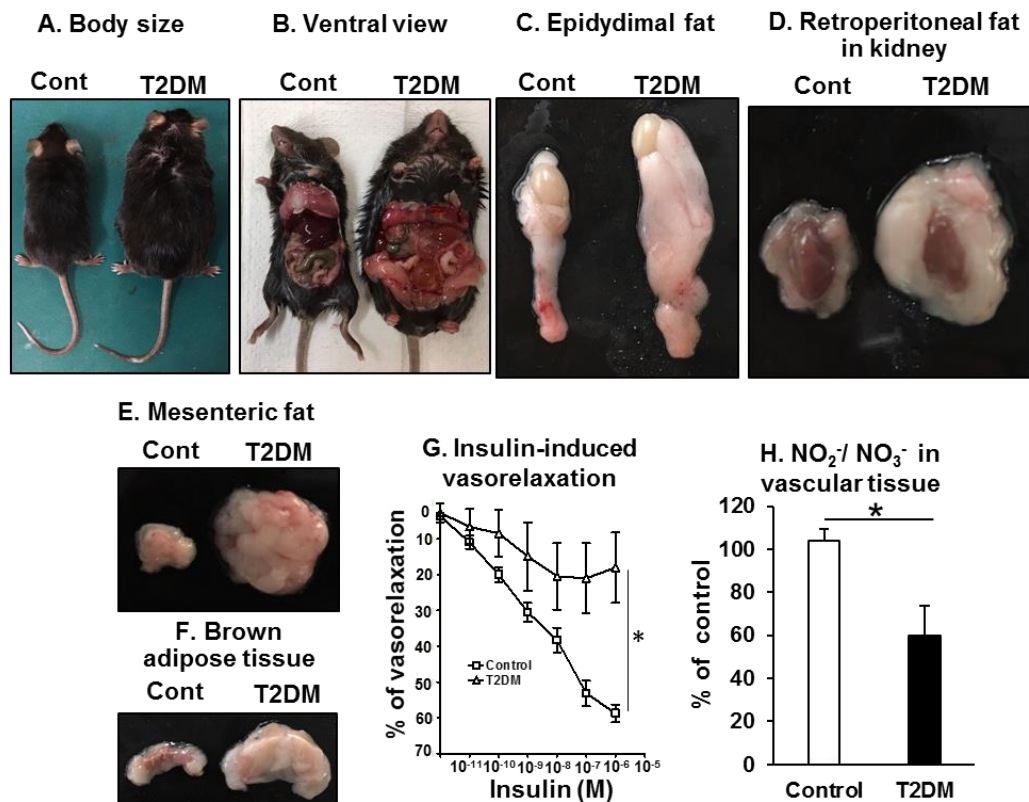 A. Body size
Cont T2DM
B. Ventral view
Cont T2DM
C. Epidydimal fat
Cont T2DM
D. Retroperitoneal fat
in kidney
Cont T2DM
E. Mesenteric fat
Cont T2DM
F. Brown
adipose tissue
Cont T2DM
G. Insulin-induced
vasorelaxation
% of vasorelaxation
0
10
20
30
40
50
60
70
Control
T2DM
*
10⁻¹¹ 10⁻¹⁰ 10⁻⁹ 10⁻⁸ 10⁻⁷ 10⁻⁶ 10⁻⁵
Insulin (M)
H. NO₂⁻/ NO₃⁻ in
vascular tissue
% of control
120
100
80
60
40
20
0
*
Control T2DM